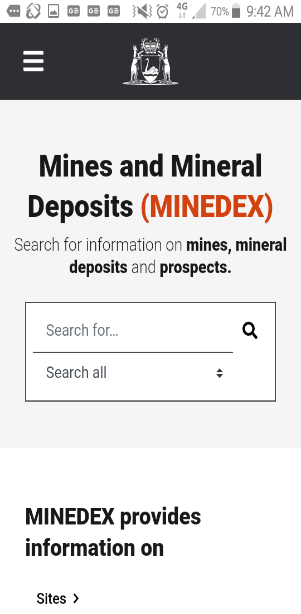 4G
70%
9:42 AM
Mines and Mineral
Deposits (MINEDEX)
Search for information on mines, mineral
deposits and prospects.
Search for...
Search all
MINEDEX provides
information on
Sites